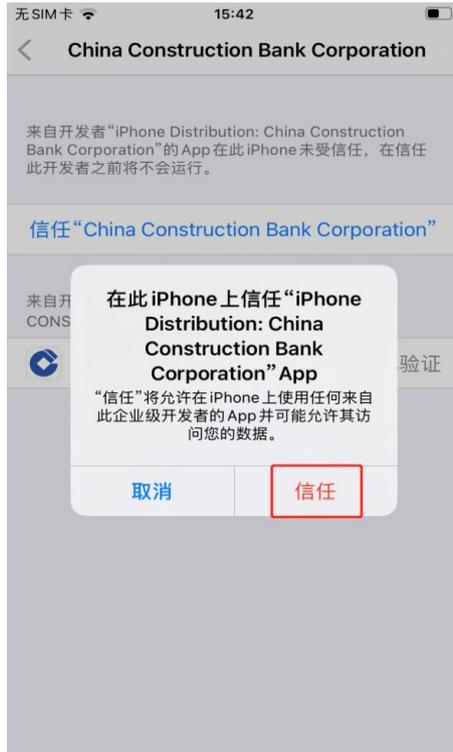 无SIM卡
15:42
China Construction Bank Corporation
来自开发者“iPhone Distribution: China Construction
Bank Corporation”的App在此iPhone未受信任，在信任
此开发者之前将不会运行。
信任“China Construction Bank Corporation”
来自开
CONS
在此iPhone上信任“iPhone
Distribution: China
Construction Bank
Corporation”App
“信任”将允许在iPhone上使用任何来自
此企业级开发者的App并可能允许其访
问您的数据。
验证
取消
信任